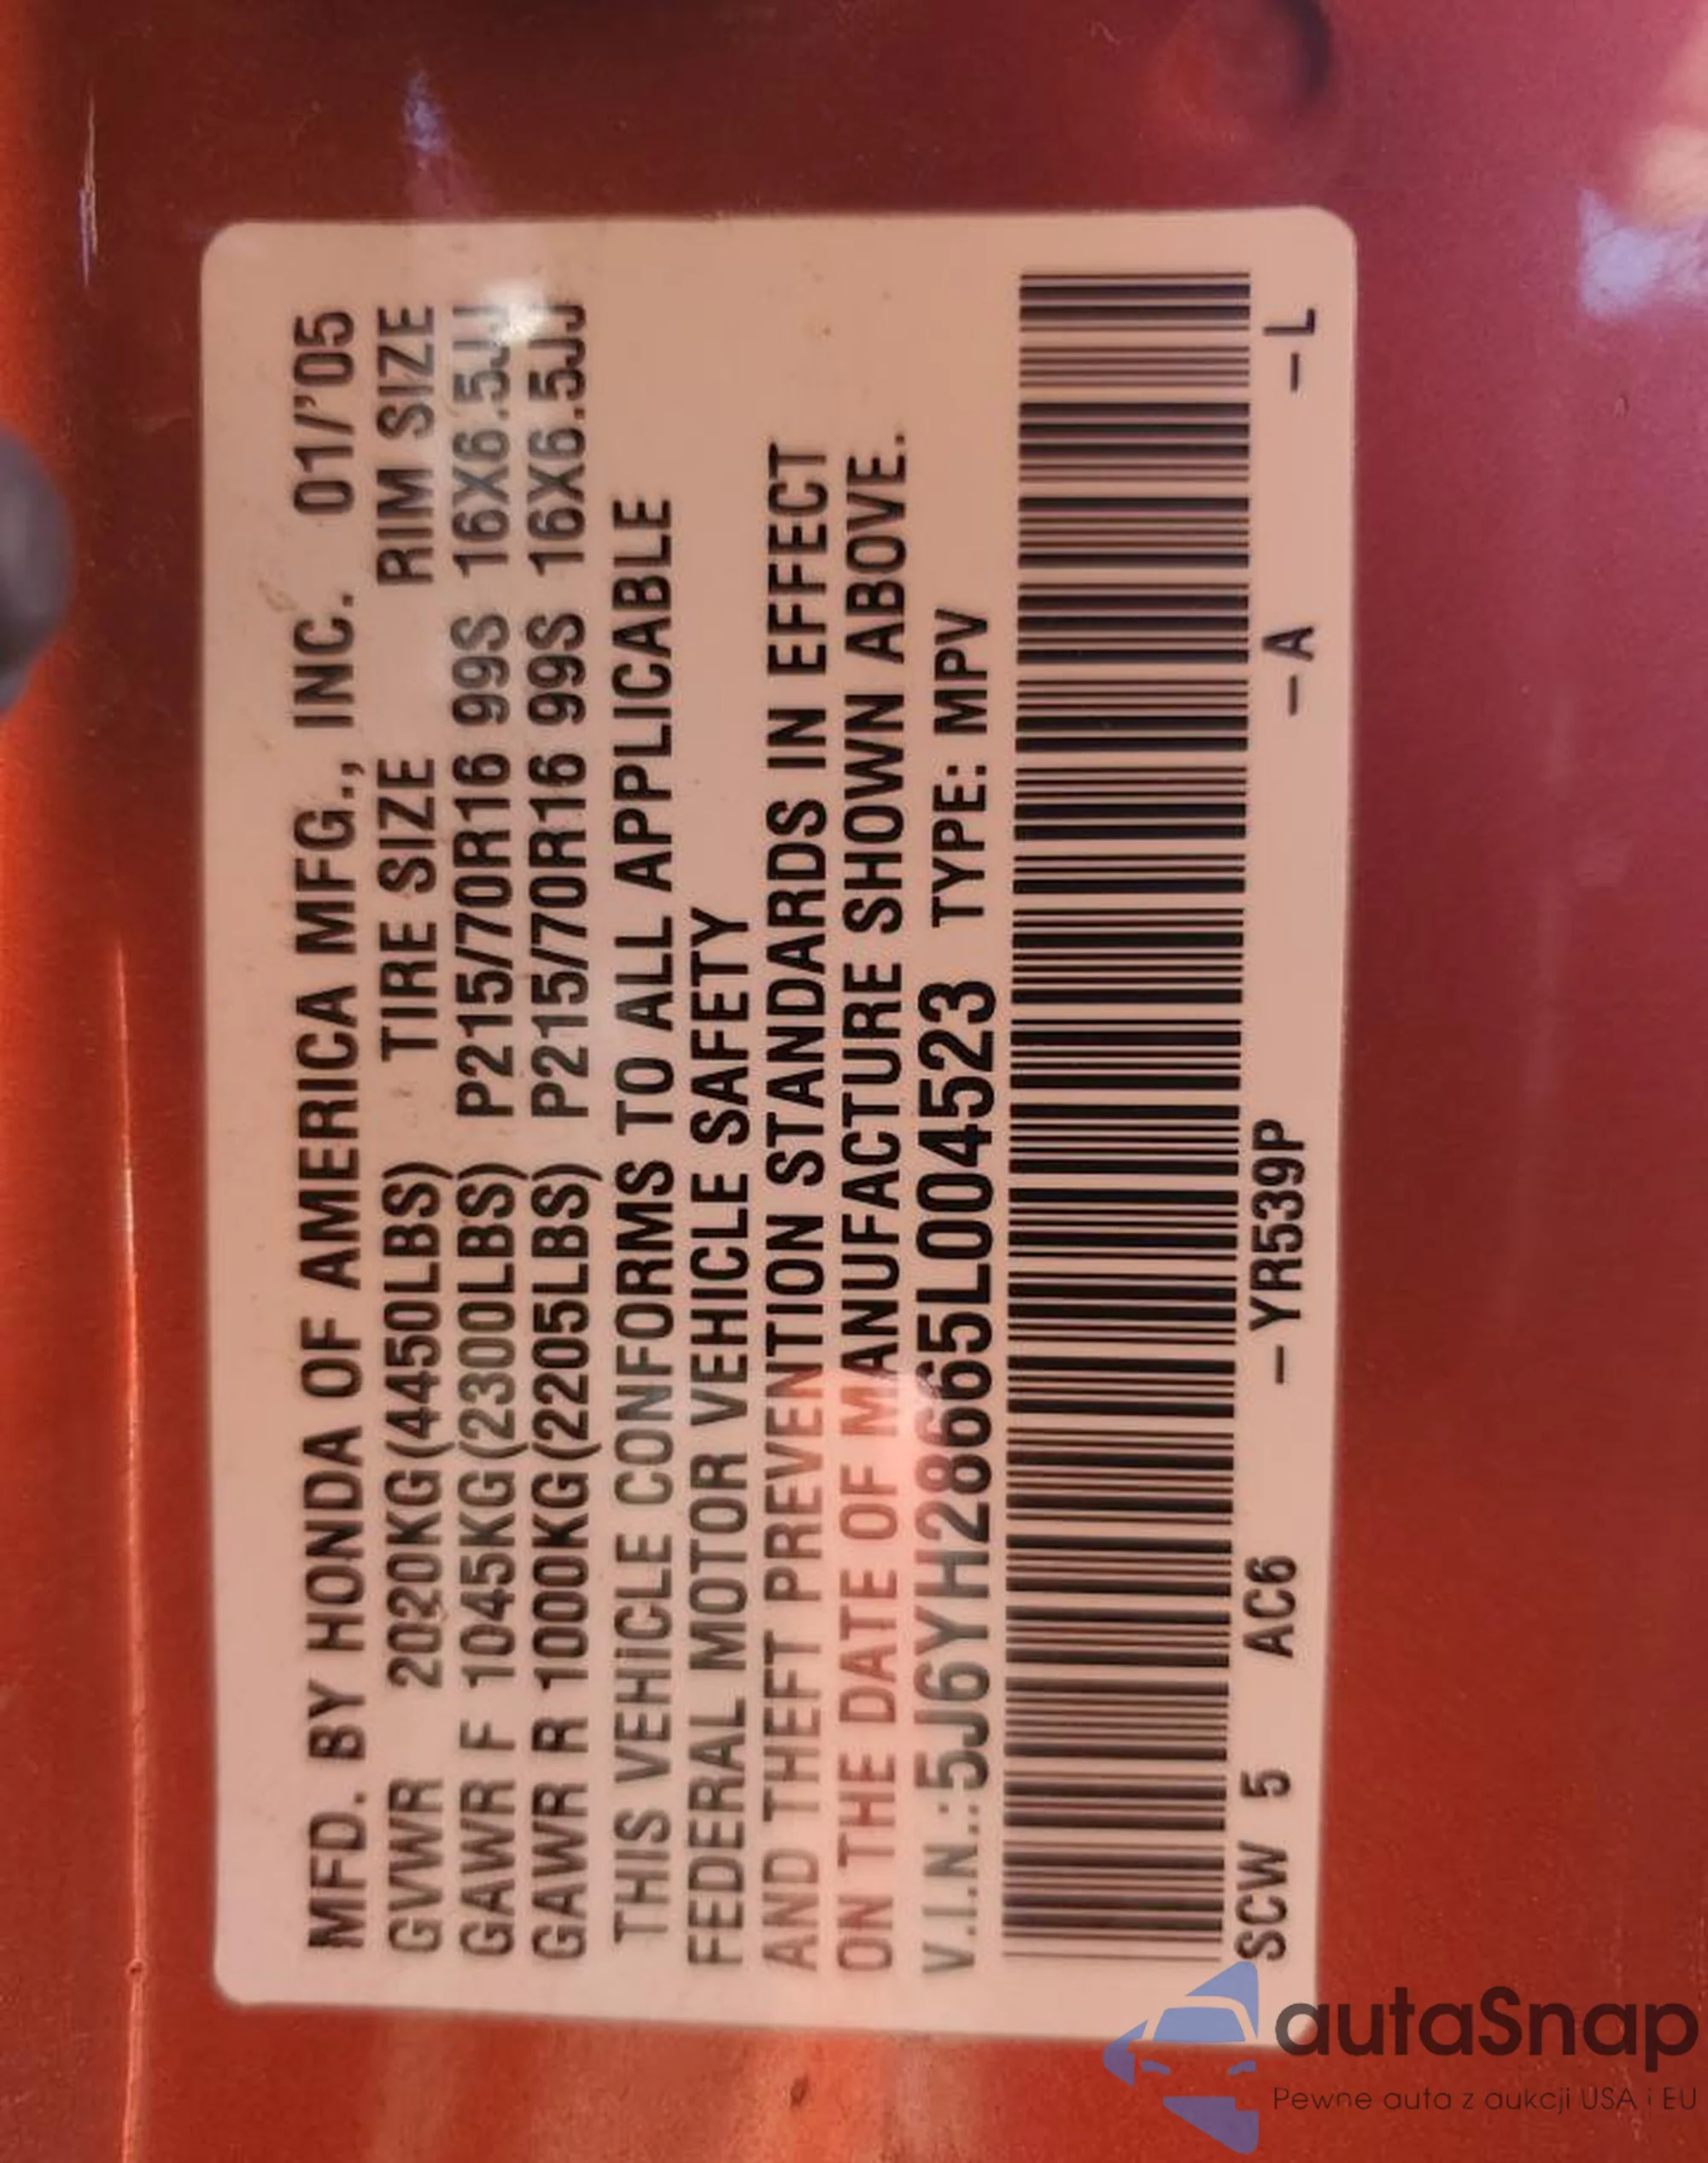 MFD. BY HONDA OF AMERICA MFG., INC. 01/'05
GVWR 2020KG(4450LBS) TIRE SIZE RIM SIZE
GAWR F 1045KG(2300LBS) P215/70R16 99S 16X6.5JJ
GAWR R 1000KG(2205LBS) P215/70R16 99S 16X6.5JJ
THIS VEHICLE CONFORMS TO ALL APPLICABLE
FEDERAL MOTOR VEHICLE SAFETY
AND THEFT PREVENTION STANDARDS IN EFFECT
ON THE DATE OF MANUFACTURE SHOWN ABOVE.
V.I.N.:5J6YH28665L004523 TYPE: MPV
SCW 5 AC6 –YR539P –A –L
autaSnap
Pewne auta z aukcji USA i EU